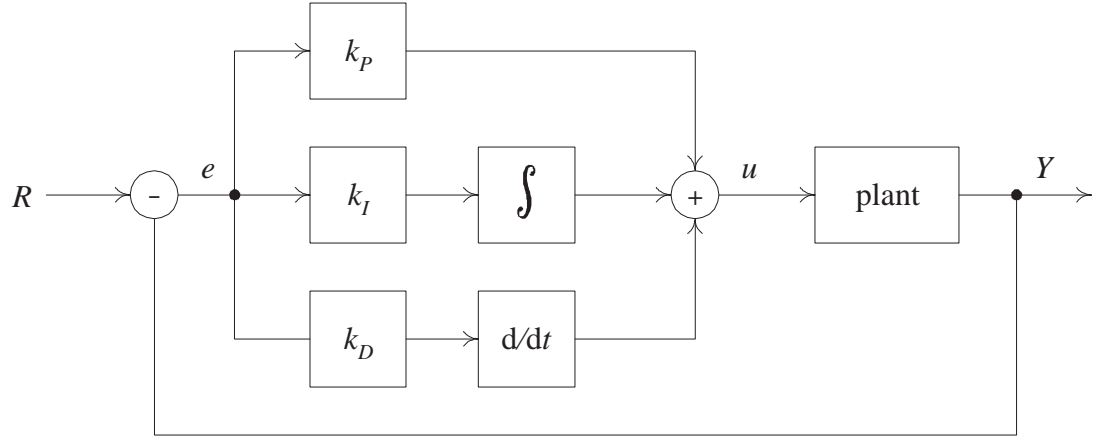 k_P
R
-
e
k_I
∫
+
u
plant
Y
k_D
d/dt